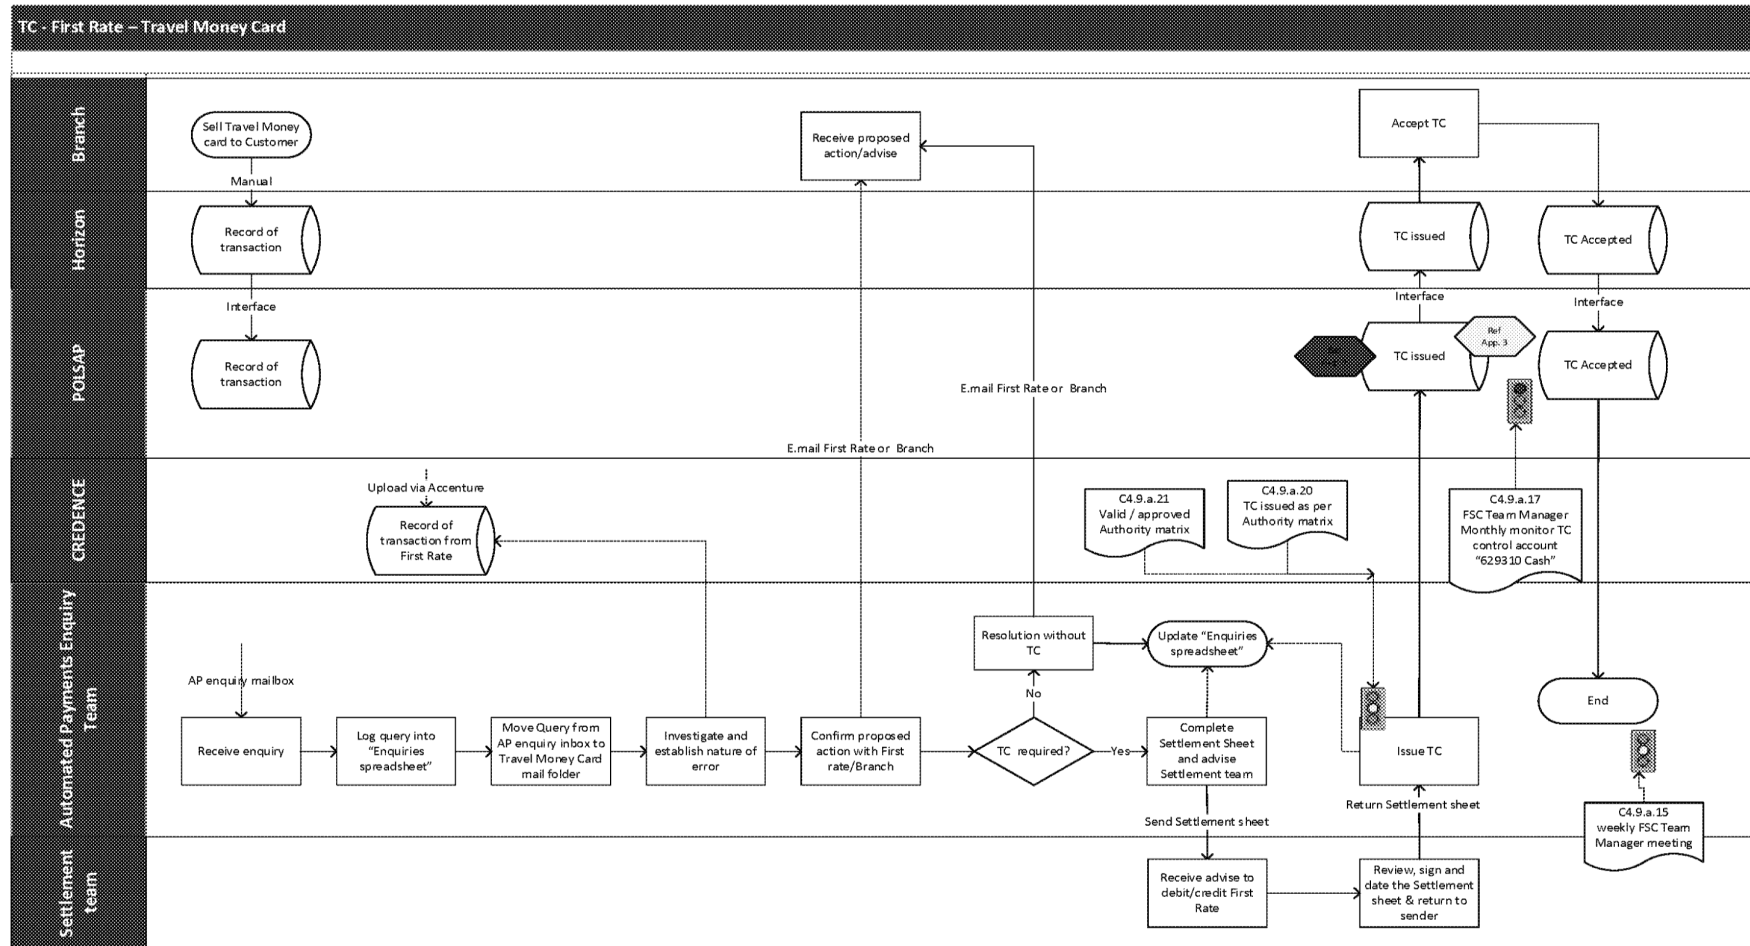 TC - First Rate – Travel Money Card
Branch
Sell Travel Money
card to Customer
Manual
Receive proposed
action/advise
Accept TC
Horizon
Record of
transaction
TC issued
TC Accepted
Interface
Interface
Interface
POLSAP
Record of
transaction
TC issued
Ref
App. 3
TC Accepted
E.mail First Rate or Branch
E.mail First Rate or Branch
CREDENCE
Upload via Accenture
Record of
transaction from
First Rate
C4.9.a.21
Valid / approved
Authority matrix
C4.9.a.20
TC issued as per
Authority matrix
C4.9.a.17
FSC Team Manager
Monthly monitor TC
control account
“629310 Cash”
Automated Payments Enquiry
Team
AP enquiry mailbox
Receive enquiry
Log query into
“Enquiries
spreadsheet”
Move Query from
AP enquiry inbox to
Travel Money Card
mail folder
Investigate and
establish nature of
error
Confirm proposed
action with First
rate/Branch
TC required?
No
Yes
Resolution without
TC
Update “Enquiries
spreadsheet”
Complete
Settlement Sheet
and advise
Settlement team
Issue TC
End
Send Settlement sheet
Return Settlement sheet
C4.9.a.15
weekly FSC Team
Manager meeting
Settlement
team
Receive advise to
debit/credit First
Rate
Review, sign and
date the Settlement
sheet & return to
sender